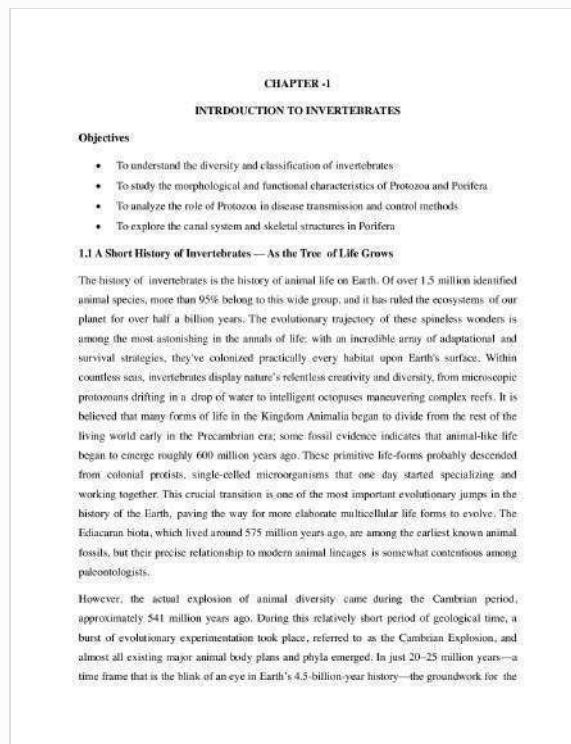 CHAPTER -1
INTRDOUCTION TO INVERTEBRATES
Objectives
• To understand the diversity and classification of invertebrates
• To study the morphological and functional characteristics of Protozoa and Porifera
• To analyze the role of Protozoa in disease transmission and control methods
• To explore the canal system and skeletal structures in Porifera
1.1 A Short History of Invertebrates — As the Tree of Life Grows
The history of invertebrates is the history of animal life on Earth. Of over 1.5 million identified
animal species, more than 95% belong to this wide group, and it has ruled the ecosystems of our
planet for over half a billion years. The evolutionary trajectory of these spineless wonders is
among the most astonishing in the annals of life: with an incredible array of adaptational and
survival strategies, they've colonized practically every habitat upon Earth's surface. Within
countless seas, invertebrates display nature's relentless creativity and diversity, from microscopic
protozoans drifting in a drop of water to intelligent octopuses maneuvering complex reefs. It is
believed that many forms of life in the Kingdom Animalia began to divide from the rest of the
living world early in the Precambrian era; some fossil evidence indicates that animal-like life
began to emerge roughly 600 million years ago. These primitive life-forms probably descended
from colonial protists, single-celled microorganisms that one day started specializing and
working together. This crucial transition is one of the most important evolutionary jumps in the
history of the Earth, paving the way for more elaborate multicellular life forms to evolve. The
Ediacaran biota, which lived around 575 million years ago, are among the earliest known animal
fossils, but their precise relationship to modern animal lineages is somewhat contentious among
paleontologists.
However, the actual explosion of animal diversity came during the Cambrian period,
approximately 541 million years ago. During this relatively short period of geological time, a
burst of evolutionary experimentation took place, referred to as the Cambrian Explosion, and
almost all existing major animal body plans and phyla emerged. In just 20–25 million years—a
time frame that is the blink of an eye in Earth's 4.5-billion-year history—the groundwork for the